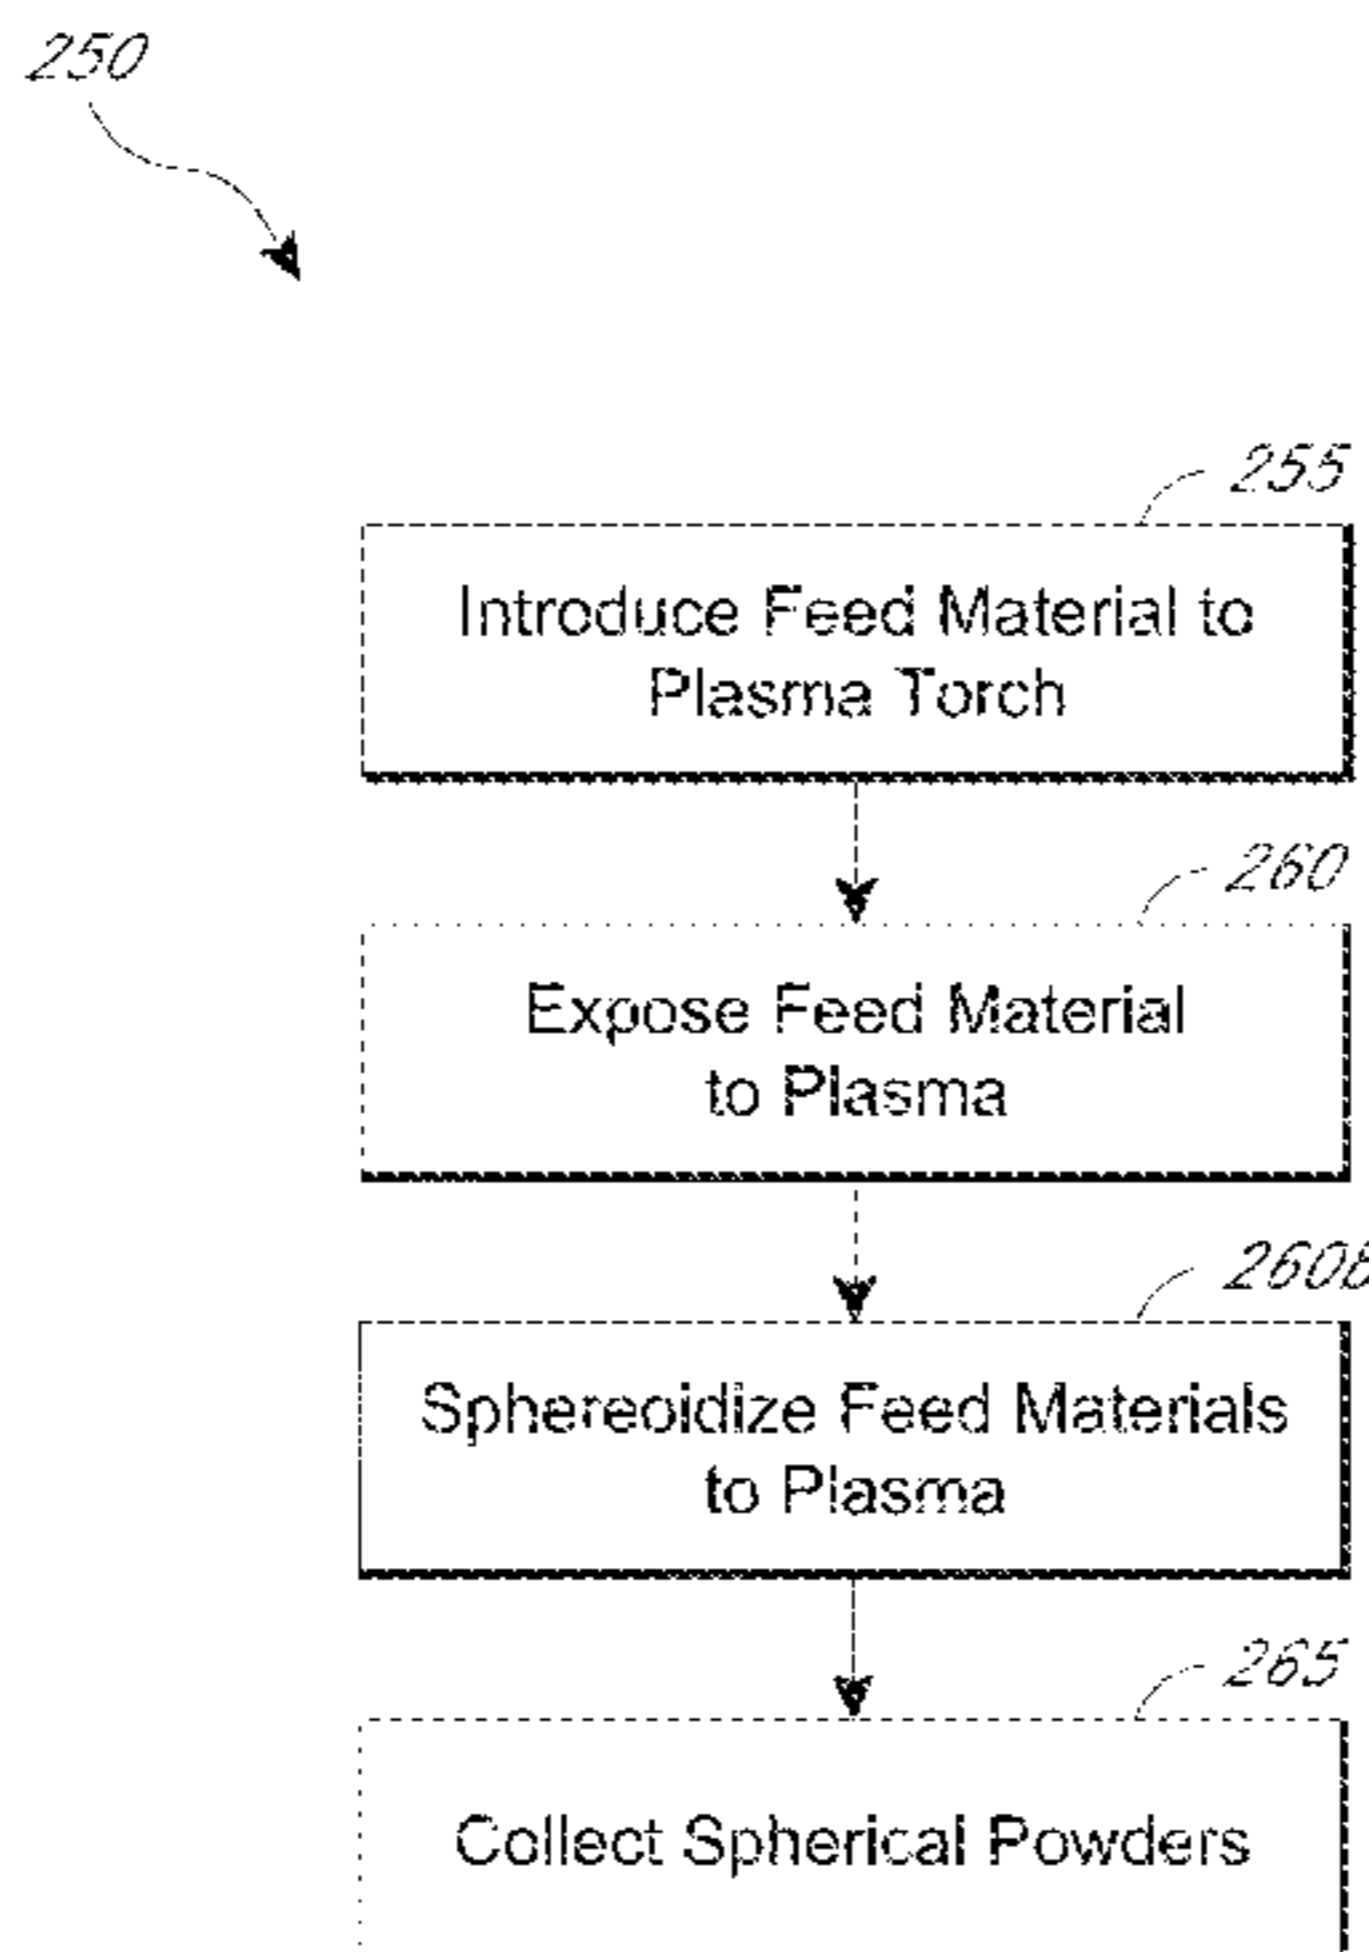 250
255
Introduce Feed Material to
Plasma Torch
260
Expose Feed Material
to Plasma
260b
Sphereoidize Feed Materials
to Plasma
265
Collect Spherical Powders